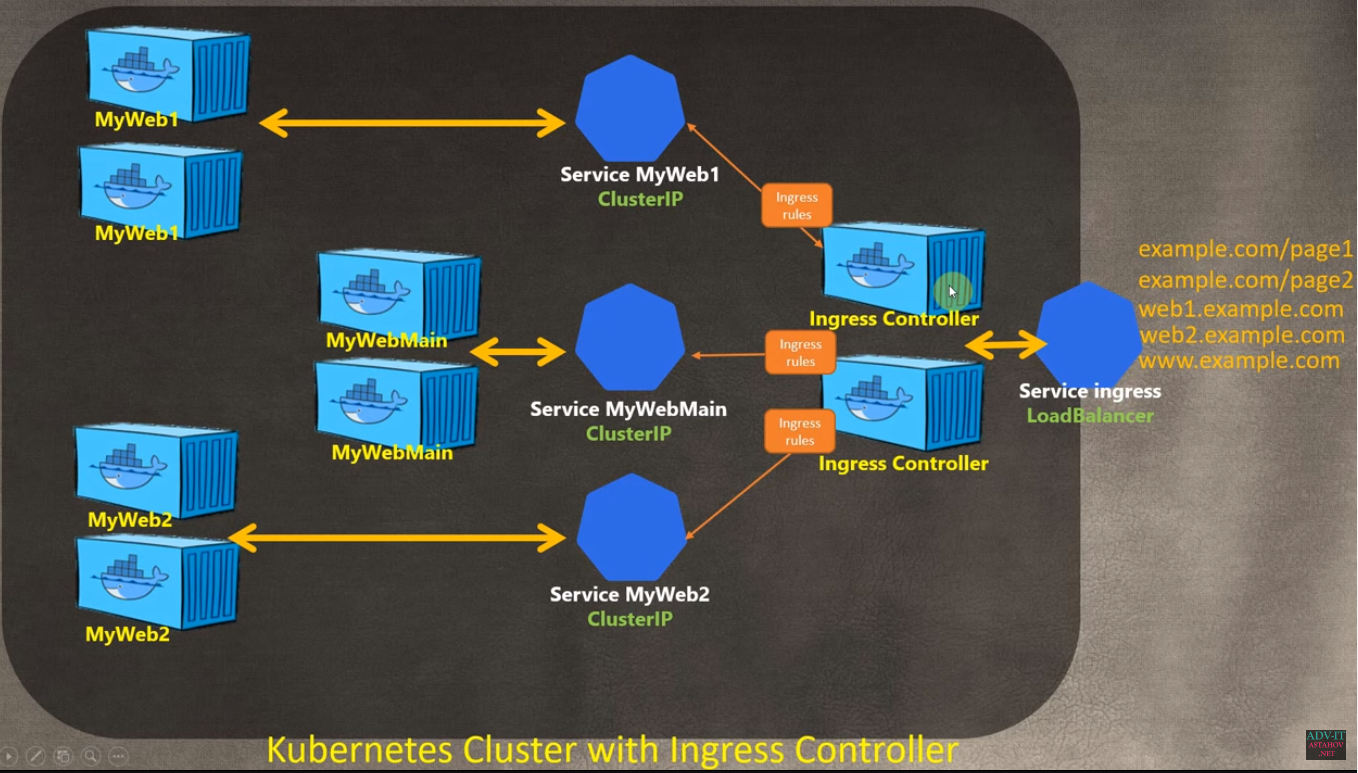 MyWeb1
MyWeb1
Service MyWeb1
ClusterIP
Ingress
rules
MyWebMain
MyWebMain
Service MyWebMain
ClusterIP
Ingress
rules
Ingress Controller
Ingress Controller
example.com/page1
example.com/page2
web1.example.com
web2.example.com
www.example.com
Service ingress
LoadBalancer
Ingress
rules
MyWeb2
MyWeb2
Service MyWeb2
ClusterIP
Kubernetes Cluster with Ingress Controller
ADV-IT
ASTAHOV
.NET